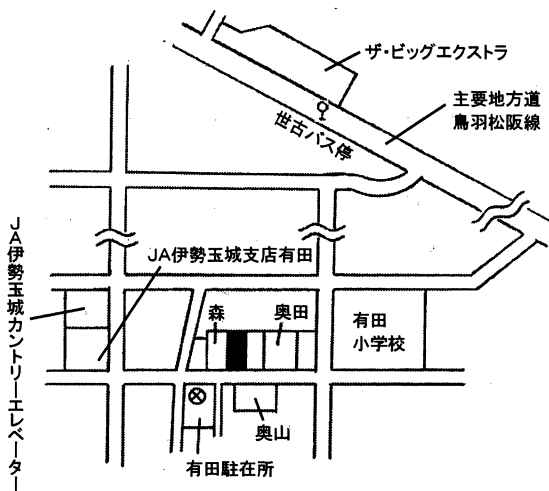 ザ・ビッグエクストラ
主要地方道
鳥羽松阪線
世古バス停
JA伊勢玉城カントリーエレベーター
JA伊勢玉城支店有田
森
奥田
有田
小学校
奥山
有田駐在所